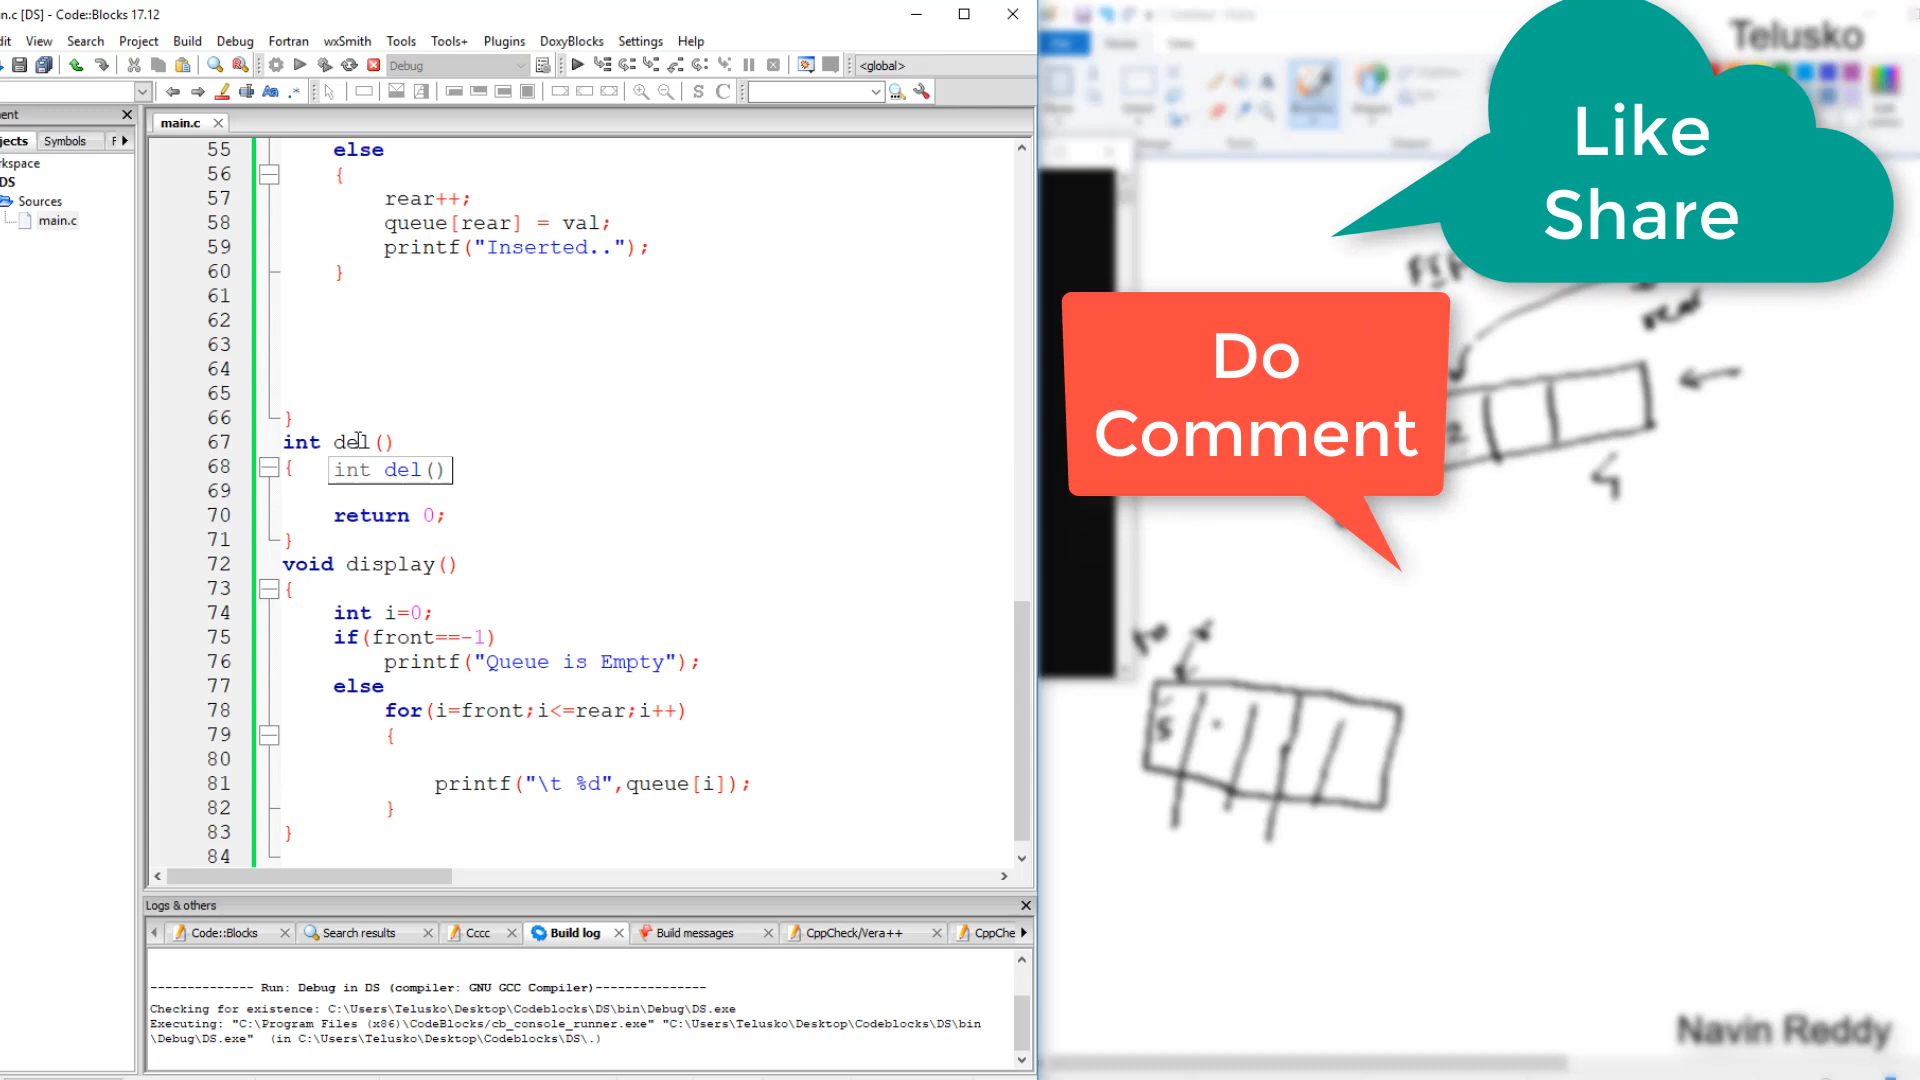 n.c [DS] - Code::Blocks 17.12
dit View Search Project Build Debug Fortran wxSmith Tools Tools+ Plugins DoxyBlocks Settings Help
Debug
<global>
S C
ment
main.c
jects Symbols F
rkspace
DS
Sources
main.c
55 else
56 {
57 rear++;
58 queue[rear] = val;
59 printf("Inserted..");
60 }
61
62
63
64
65
66 }
67 int del()
68 { int del()
69
70 return 0;
71 }
72 void display()
73 {
74 int i=0;
75 if(front==-1)
76 printf("Queue is Empty");
77 else
78 for(i=front;i<=rear;i++)
79 {
80
81 printf("\t %d",queue[i]);
82 }
83 }
84
Logs & others
Code::Blocks Search results Cccc Build log Build messages CppCheck/Vera++ CppChe
-------------- Run: Debug in DS (compiler: GNU GCC Compiler)---------------
Checking for existence: C:\Users\Telusko\Desktop\Codeblocks\DS\bin\Debug\DS.exe
Executing: "C:\Program Files (x86)\CodeBlocks/cb_console_runner.exe" "C:\Users\Telusko\Desktop\Codeblocks\DS\bin
\Debug\DS.exe" (in C:\Users\Telusko\Desktop\Codeblocks\DS\.)
Telusko
Like
Share
Do
Comment
rear
4
5
Navin Reddy